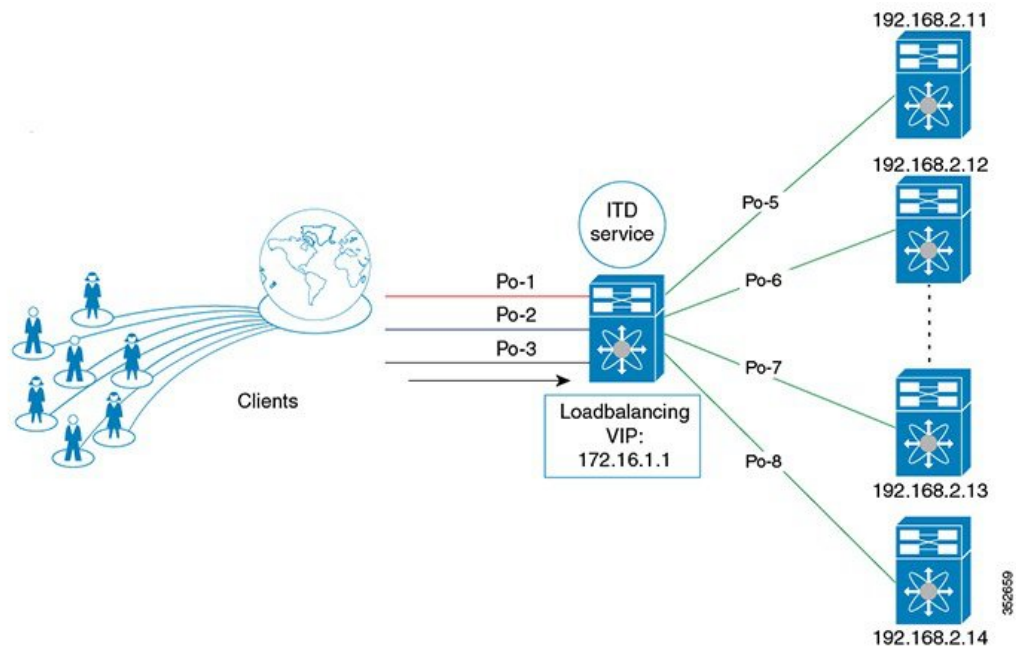 192.168.2.11
192.168.2.12
Po-5
ITD
service
Po-6
Po-1
Po-2
Po-3
Po-7
Clients
Loadbalancing
VIP:
172.16.1.1
Po-8
192.168.2.13
192.168.2.14
352659